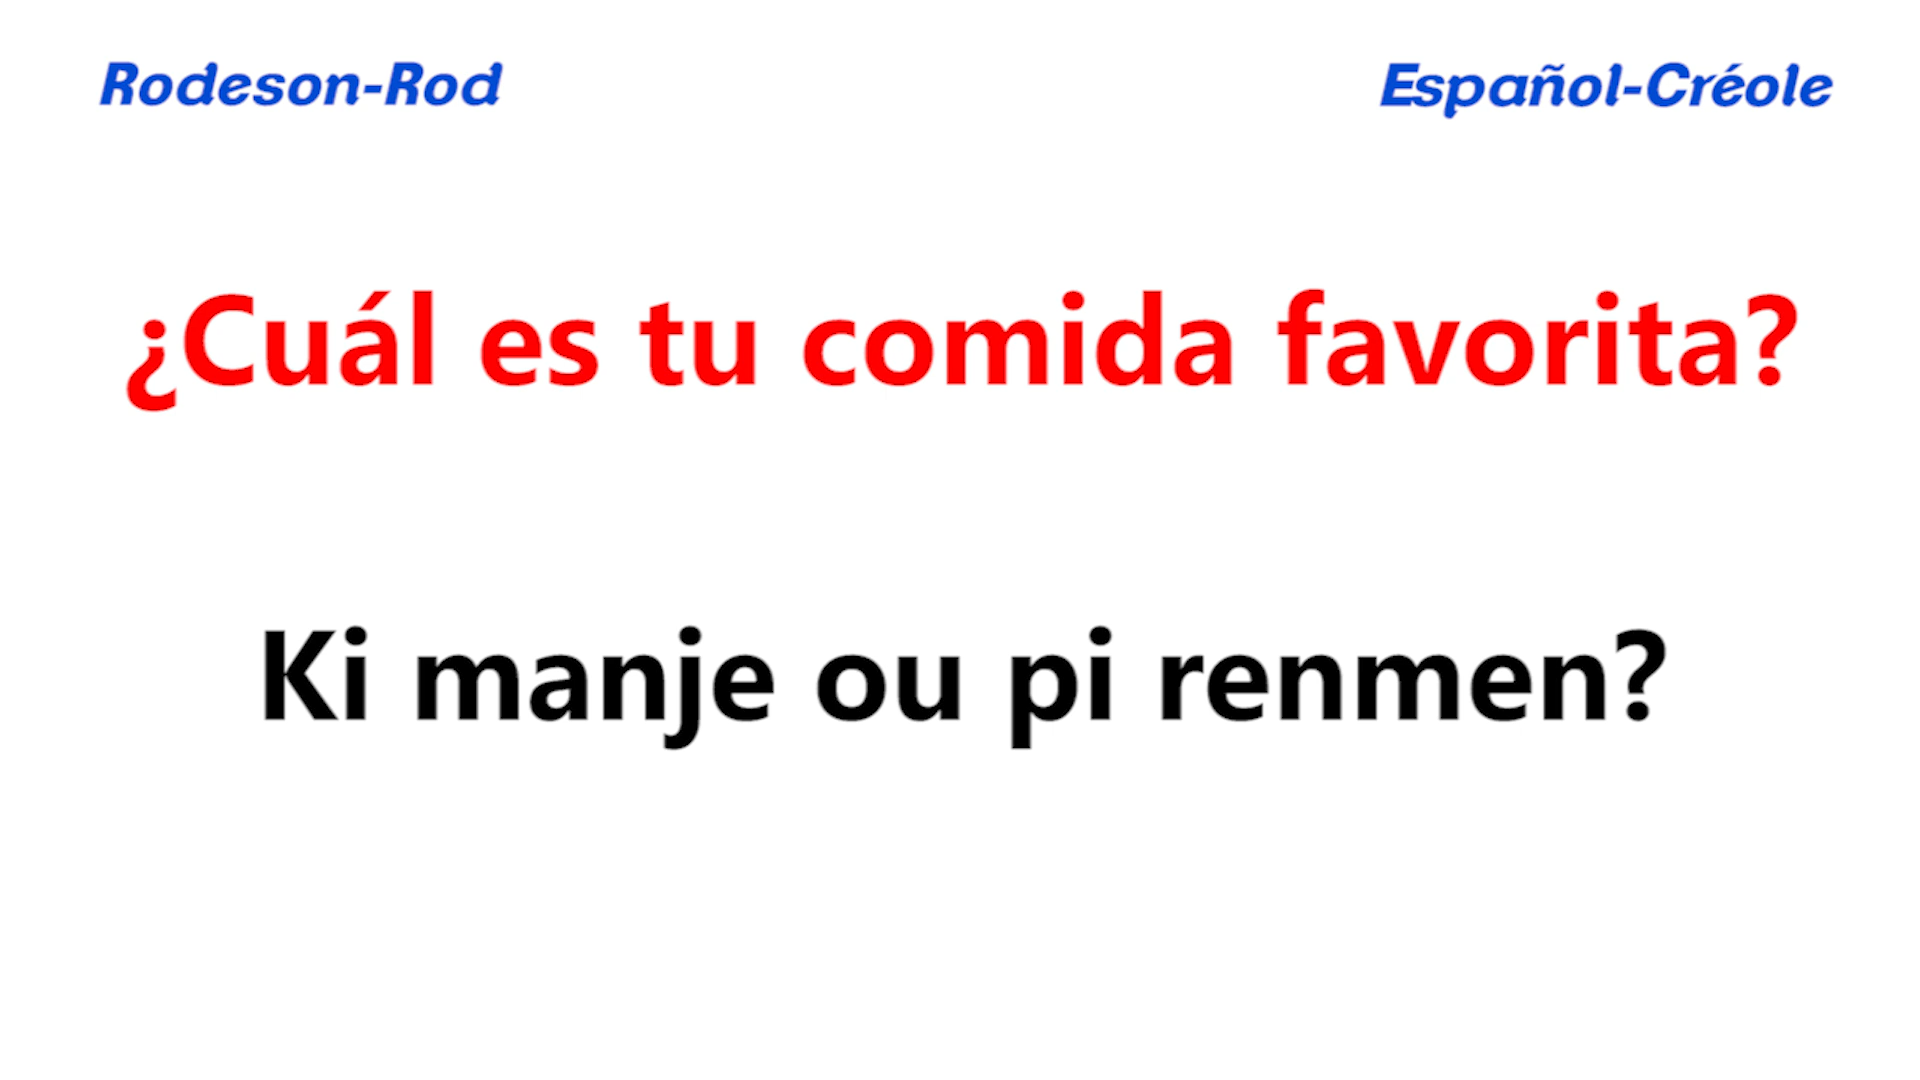 Rodeson-Rod
Español-Créole
¿Cuál es tu comida favorita?
Ki manje ou pi renmen?